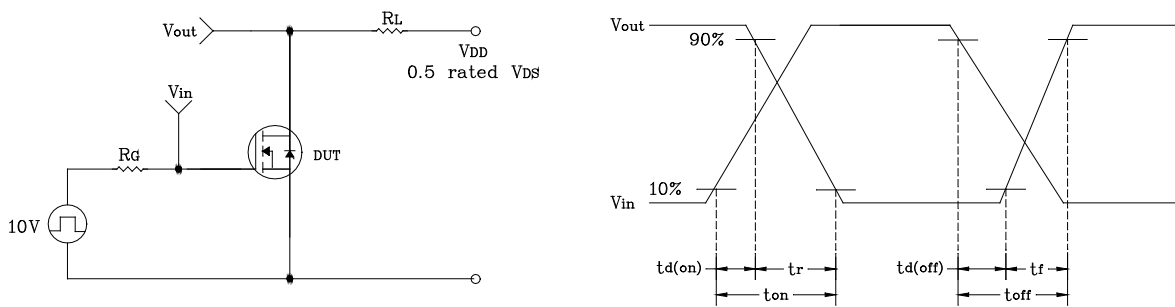 Vout
RL
VDD
0.5 rated VDS
Vin
RG
DUT
10V
Vout
90%
10%
Vin
td(on)
tr
td(off)
tf
ton
toff